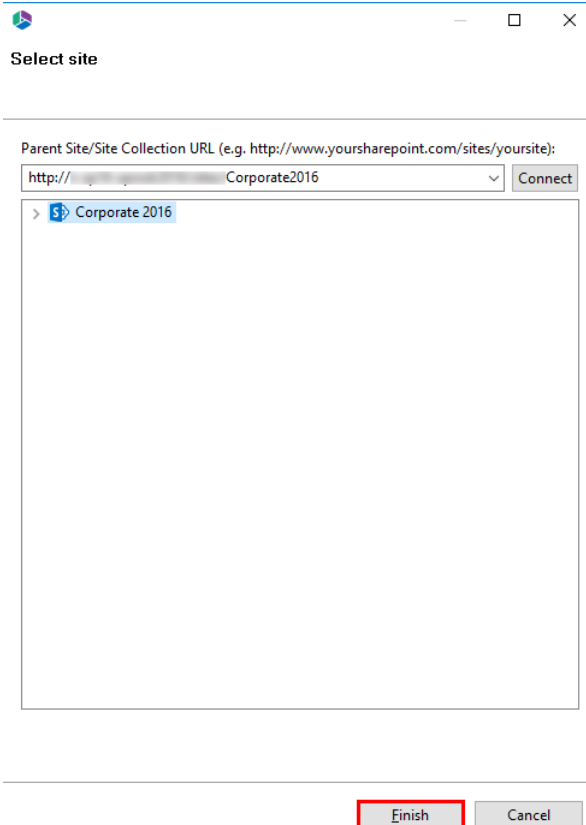 Select site
Parent Site/Site Collection URL (e.g. http://www.yoursharepoint.com/sites/yoursite):
http:// Corporate2016
Connect
Corporate 2016
Finish
Cancel